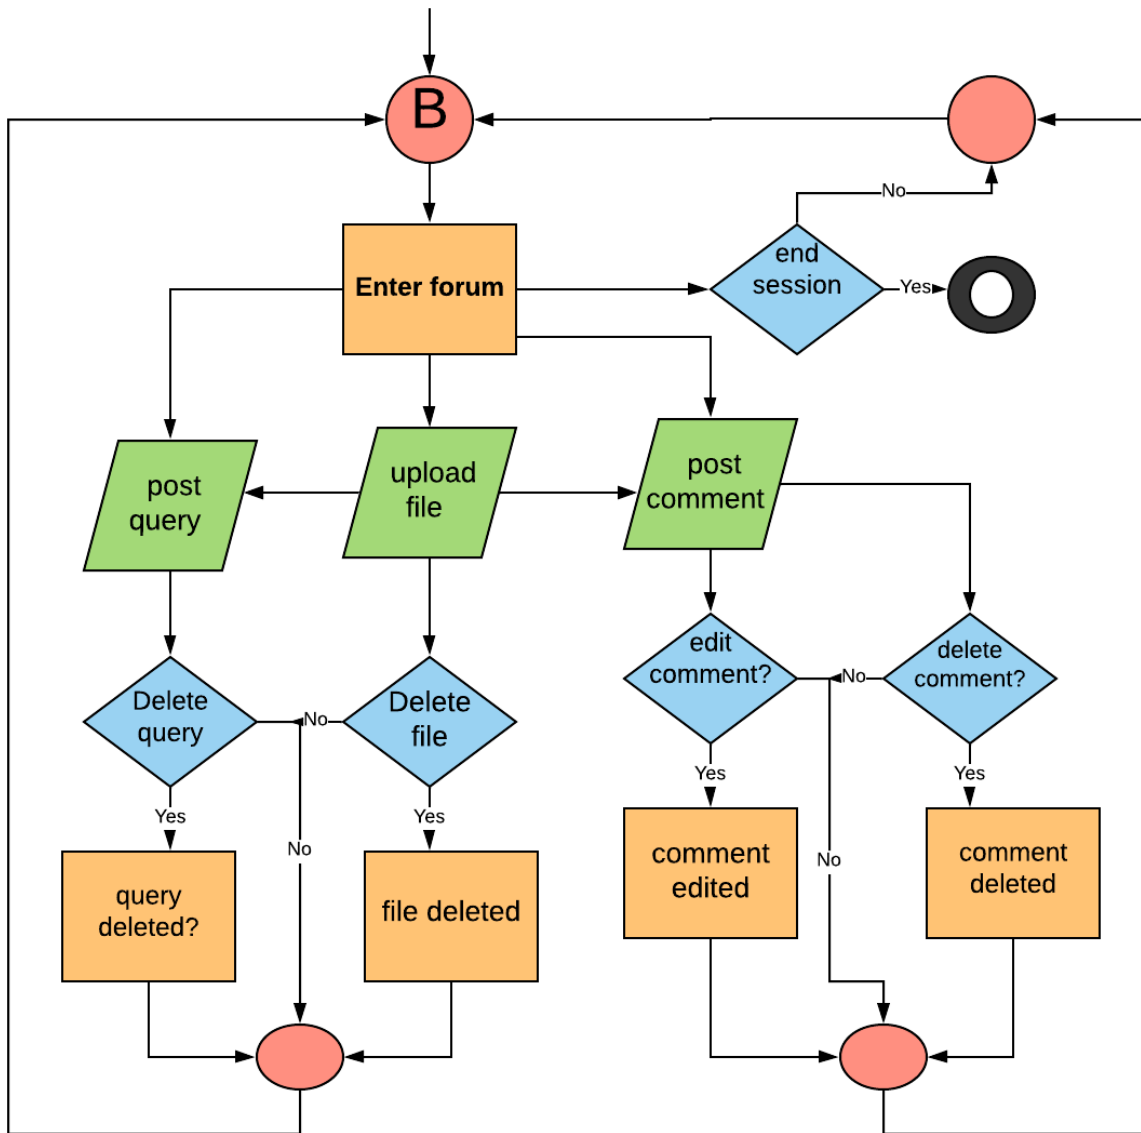 B
No
end
session
Enter forum
Yes
post
query
upload
file
post
comment
edit
comment?
No
delete
comment?
Delete
query
No
Delete
file
Yes
Yes
Yes
Yes
No
No
query
deleted?
file deleted
comment
edited
comment
deleted